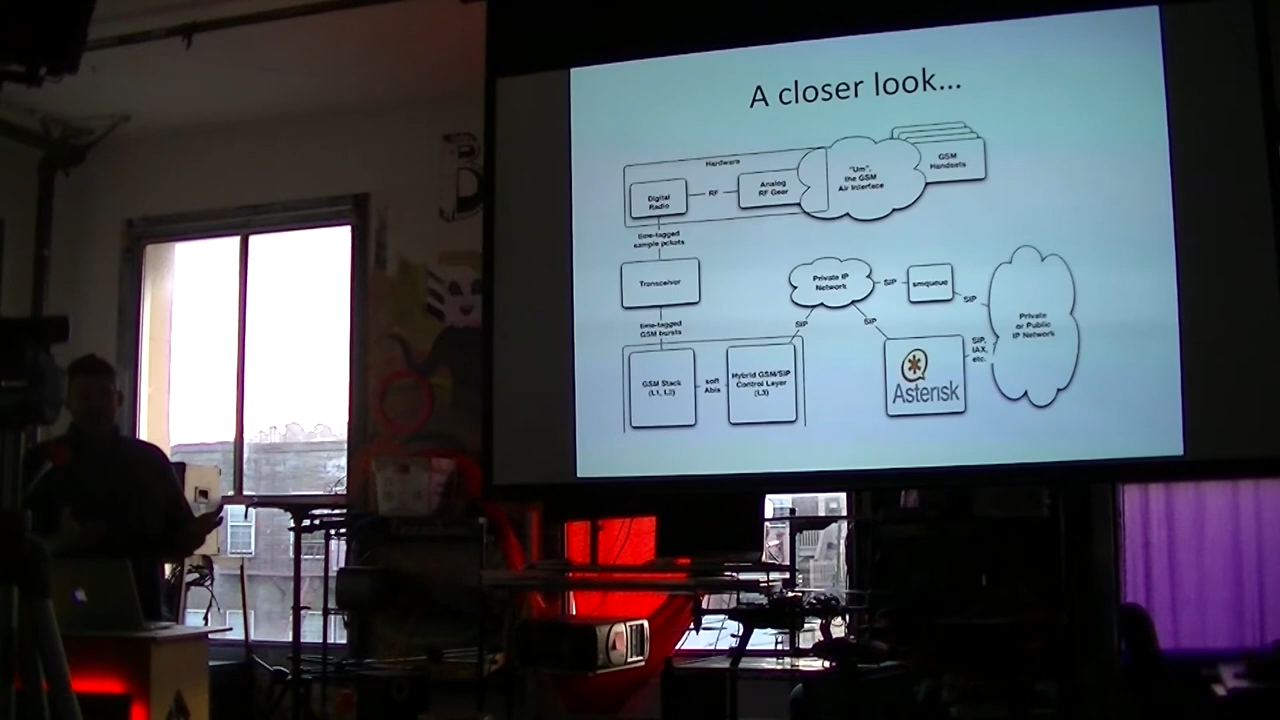 A closer look...
Hardware
Digital
Radio
RF
Analog
RF Gear
"Um",
the GSM
Air Interface
GSM
Handsets
time-tagged
sample pckets
Transceiver
time-tagged
GSM bursts
GSM Stack
(L1, L2)
soft
Abis
Hybrid GSM/SIP
Control Layer
(L3)
Private IP
Network
SIP
smqueue
SIP
SIP
SIP
Asterisk
SIP,
IAX,
etc.
Private
or Public
IP Network
B